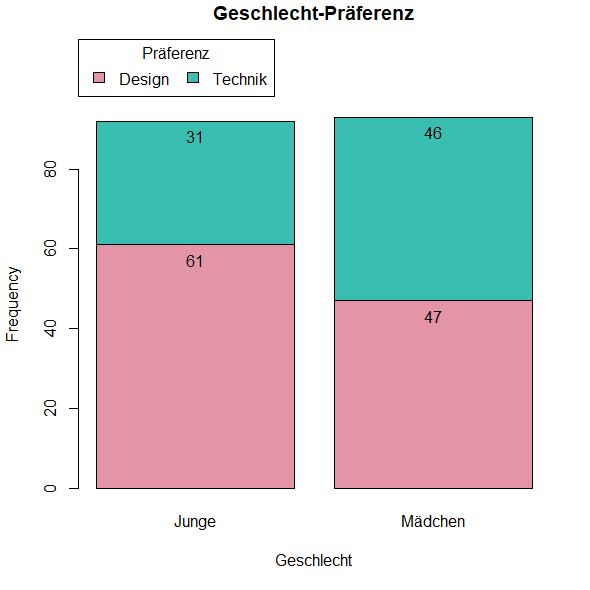 Geschlecht-Präferenz
Präferenz
Design Technik
31
46
61
47
80
60
40
20
0
Frequency
Junge Mädchen
Geschlecht